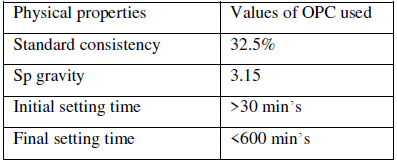 Physical properties Values of OPC used
Standard consistency 32.5%
Sp gravity 3.15
Initial setting time >30 min's
Final setting time <600 min's